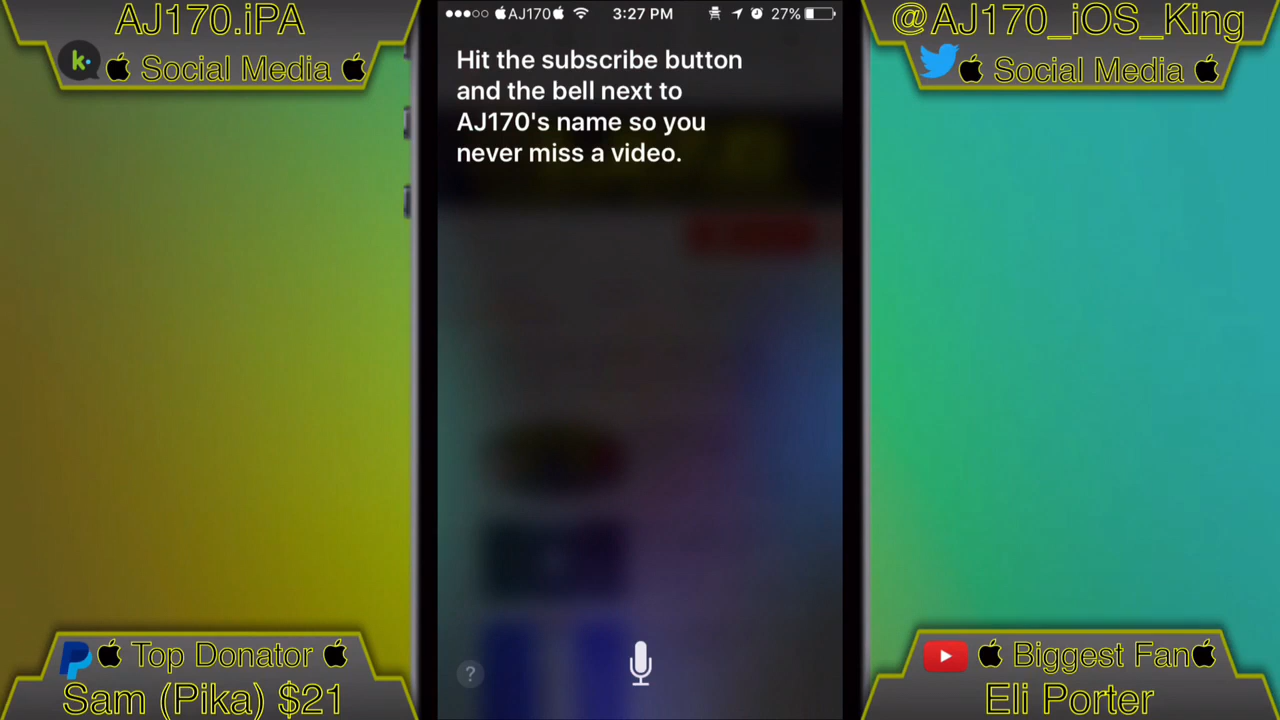 AJ170.iPA
k. Social Media
AJ170 3:27 PM 27%
Hit the subscribe button
and the bell next to
AJ170's name so you
never miss a video.
?
@AJ170_iOS_King
Social Media
Top Donator
Sam (Pika) $21
Biggest Fan
Eli Porter